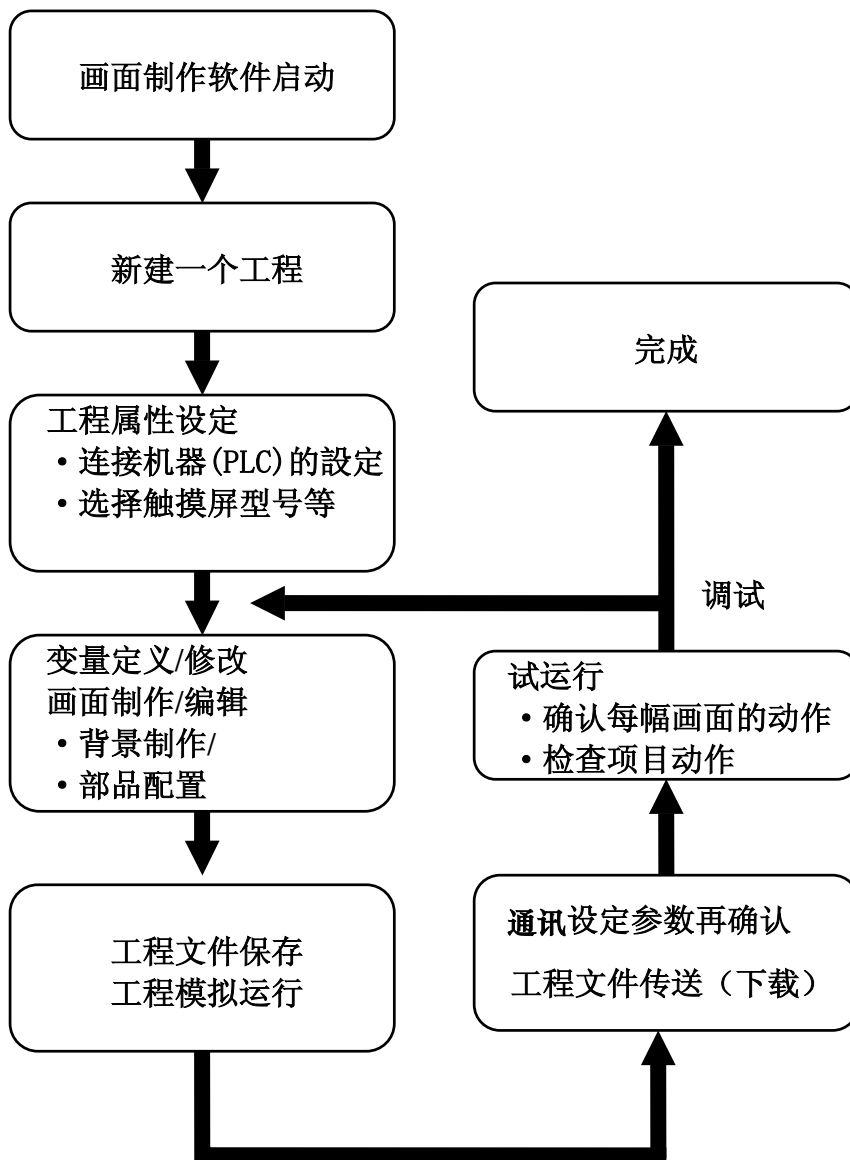 画面制作软件启动
新建一个工程
工程属性设定
・连接机器(PLC)的設定
・选择触摸屏型号等
变量定义/修改
画面制作/编辑
・背景制作/
・部品配置
工程文件保存
工程模拟运行
通讯设定参数再确认
工程文件传送（下载）
试运行
・确认每幅画面的动作
・检查项目动作
调试
完成